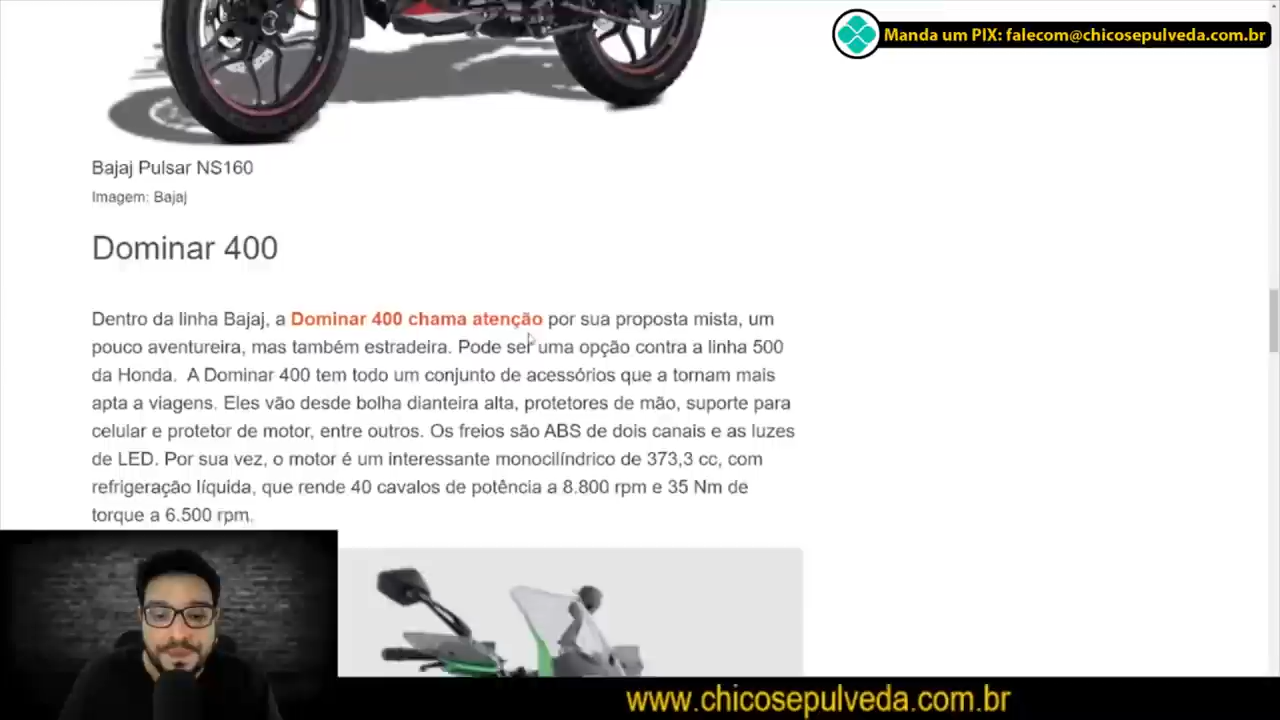 Manda um PIX: falecom@chicosepulveda.com.br
Bajaj Pulsar NS160
Imagem: Bajaj
Dominar 400
Dentro da linha Bajaj, a Dominar 400 chama atenção por sua proposta mista, um
pouco aventureira, mas também estradeira. Pode ser uma opção contra a linha 500
da Honda.  A Dominar 400 tem todo um conjunto de acessórios que a tornam mais
apta a viagens. Eles vão desde bolha dianteira alta, protetores de mão, suporte para
celular e protetor de motor, entre outros. Os freios são ABS de dois canais e as luzes
de LED. Por sua vez, o motor é um interessante monocilíndrico de 373,3 cc, com
refrigeração líquida, que rende 40 cavalos de potência a 8.800 rpm e 35 Nm de
torque a 6.500 rpm.
www.chicosepulveda.com.br